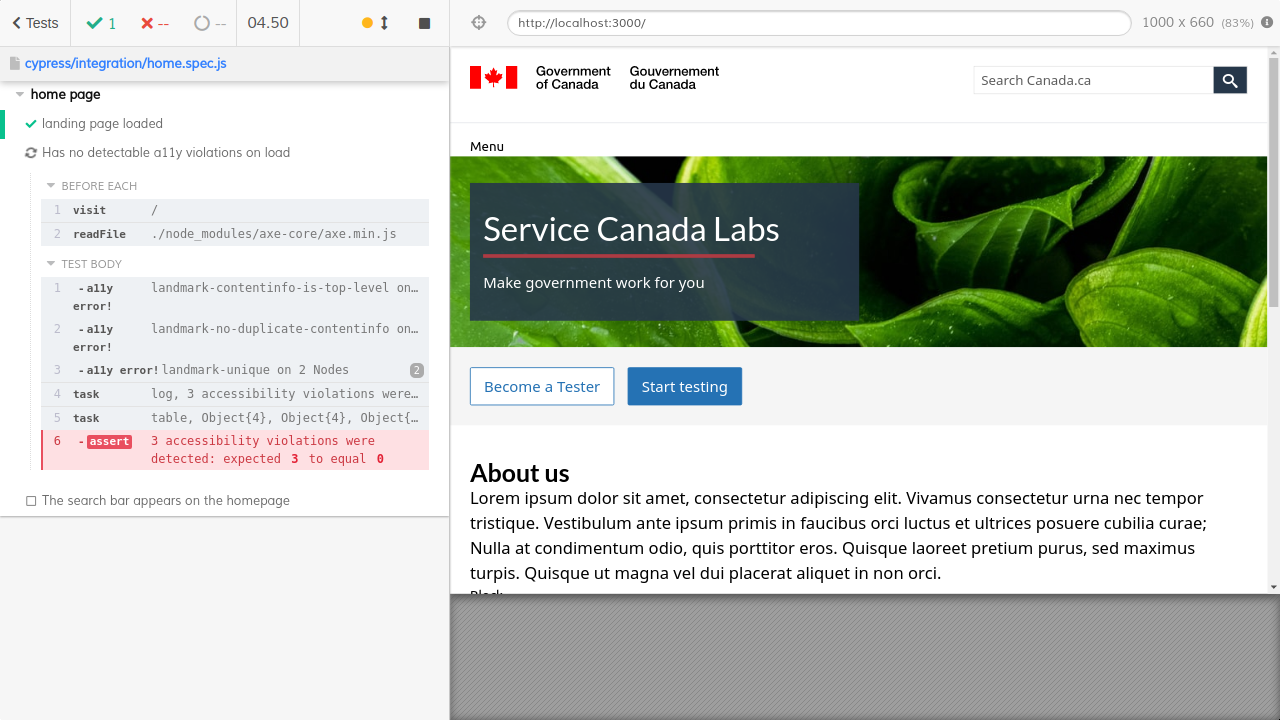 Tests 1 -- -- 04.50
http://localhost:3000/
1000 x 660 (83%)
cypress/integration/home.spec.js
home page
landing page loaded
Has no detectable a11y violations on load
BEFORE EACH
1 visit /
2 readFile ./node_modules/axe-core/axe.min.js
TEST BODY
1 -a11y error! landmark-contentinfo-is-top-level on…
2 -a11y error! landmark-no-duplicate-contentinfo on…
3 -a11y error! landmark-unique on 2 Nodes 2
4 task log, 3 accessibility violations were…
5 task table, Object{4}, Object{4}, Object{…
6 -assert 3 accessibility violations were
detected: expected 3 to equal 0
The search bar appears on the homepage
Government
of Canada
Gouvernement
du Canada
Search Canada.ca
Menu
Service Canada Labs
Make government work for you
Become a Tester
Start testing
About us
Lorem ipsum dolor sit amet, consectetur adipiscing elit. Vivamus consectetur urna nec tempor
tristique. Vestibulum ante ipsum primis in faucibus orci luctus et ultrices posuere cubilia curae;
Nulla at condimentum odio, quis porttitor eros. Quisque laoreet pretium purus, sed maximus
turpis. Quisque ut magna vel dui placerat aliquet in non orci.